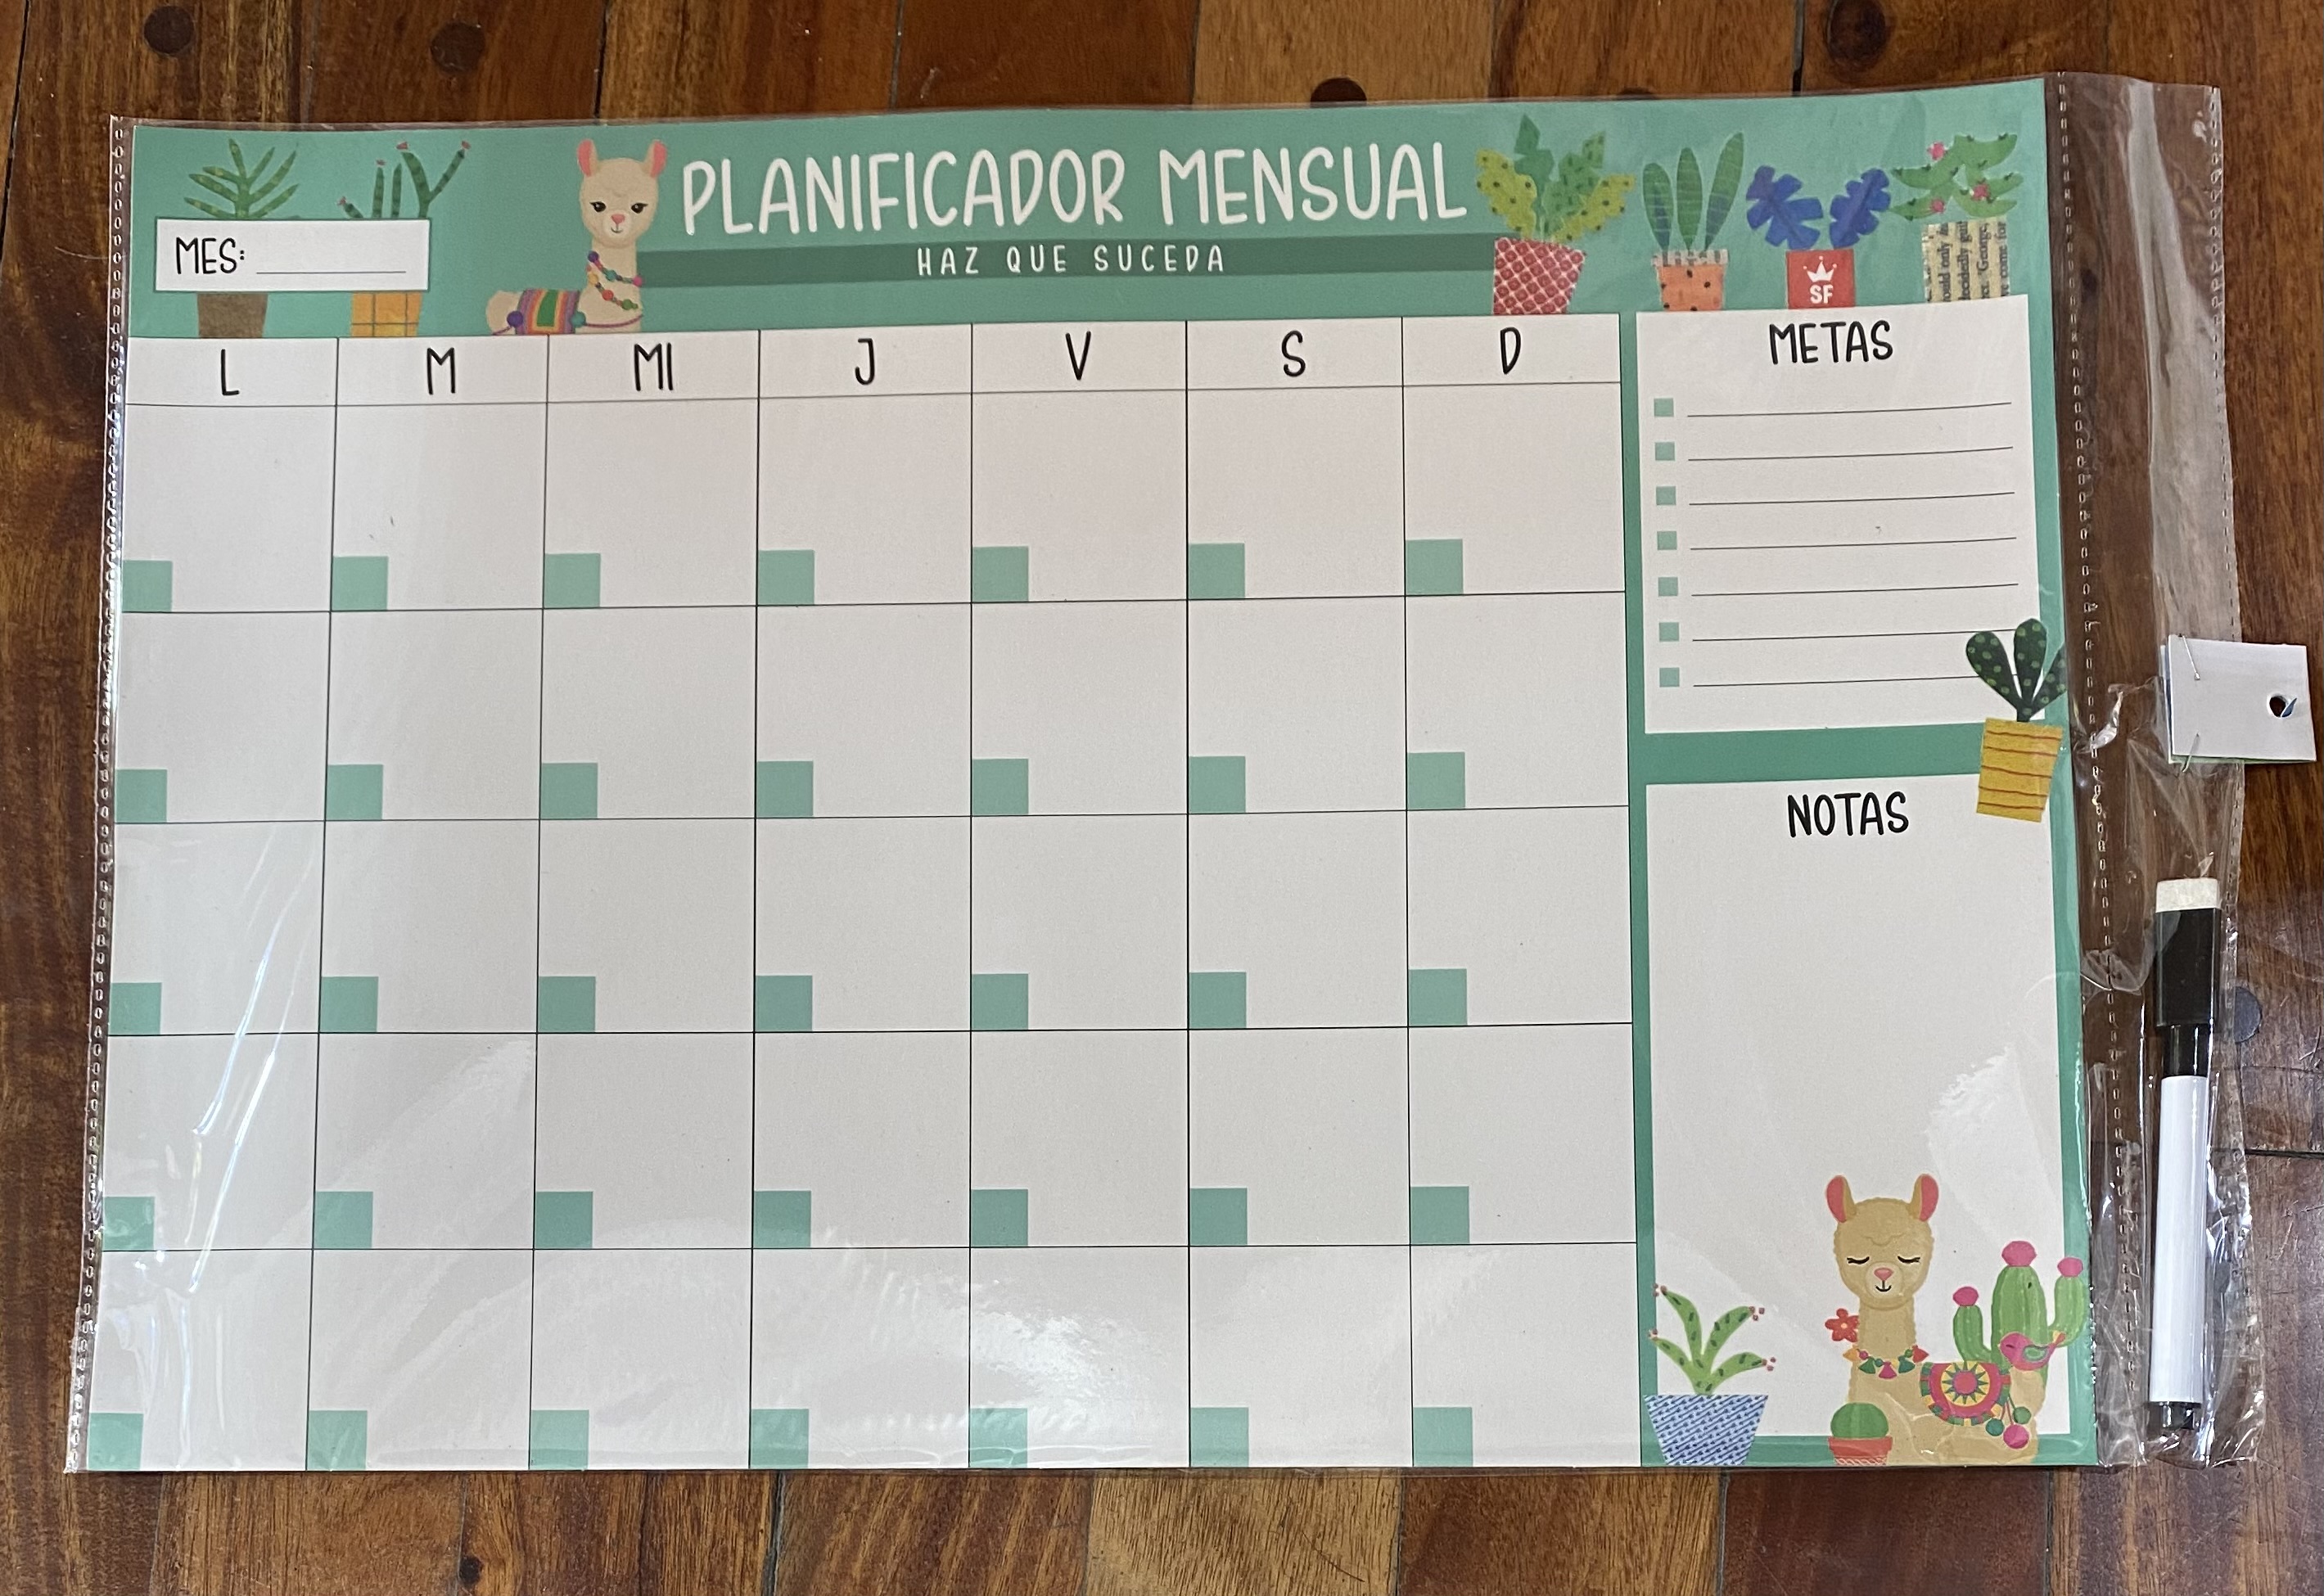 PLANIFICADOR MENSUAL
HAZ QUE SUCEDA
MES:
SF
L M MI J V S D
METAS
NOTAS